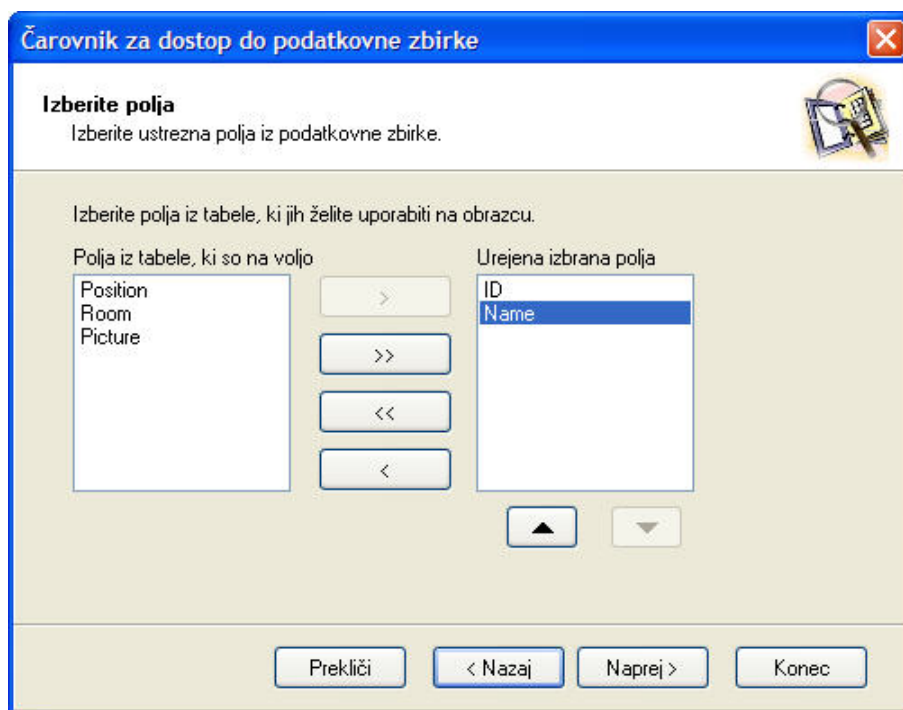 Čarovnik za dostop do podatkovne zbirke
Izberite polja
Izberite ustrezna polja iz podatkovne zbirke.
Izberite polja iz tabele, ki jih želite uporabiti na obrazcu.
Polja iz tabele, ki so na voljo
Position
Room
Picture
>
>>
<<
<
Urejena izbrana polja
ID
Name
Prekliči
< Nazaj
Naprej >
Konec